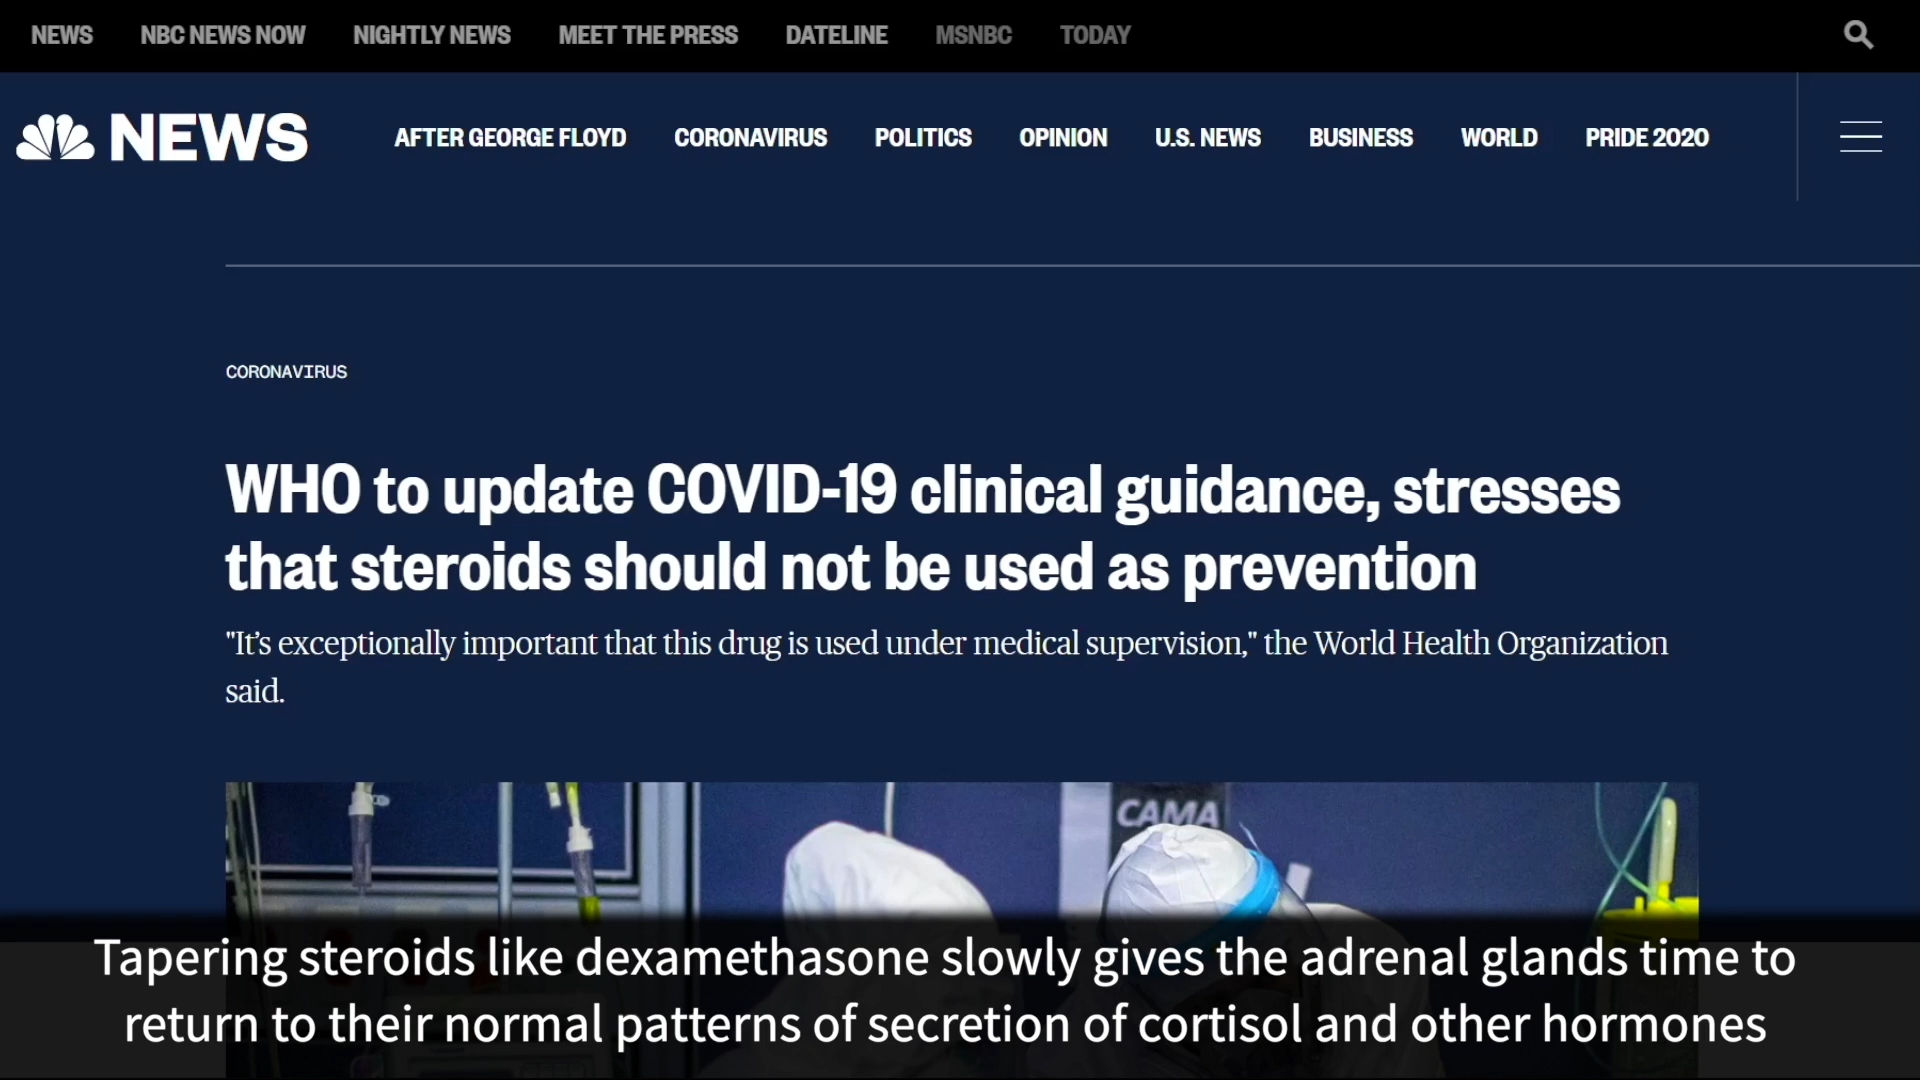 NEWS NBC NEWS NOW NIGHTLY NEWS MEET THE PRESS DATELINE MSNBC TODAY
NEWS AFTER GEORGE FLOYD CORONAVIRUS POLITICS OPINION U.S. NEWS BUSINESS WORLD PRIDE 2020
CORONAVIRUS
WHO to update COVID-19 clinical guidance, stresses
that steroids should not be used as prevention
"It’s exceptionally important that this drug is used under medical supervision," the World Health Organization
said.
CAMA
Tapering steroids like dexamethasone slowly gives the adrenal glands time to
return to their normal patterns of secretion of cortisol and other hormones